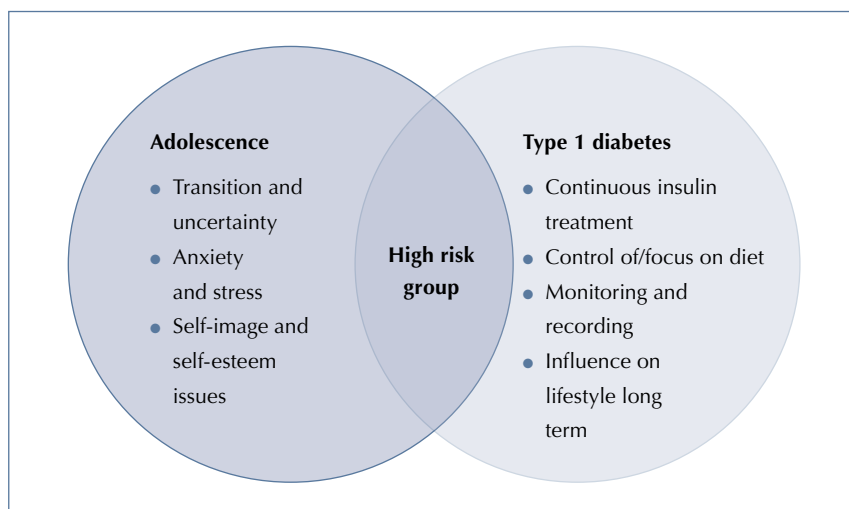 Adolescence
• Transition and
uncertainty
• Anxiety
and stress
• Self-image and
self-esteem
issues
High risk
group
Type 1 diabetes
• Continuous insulin
treatment
• Control of/focus on diet
• Monitoring and
recording
• Influence on
lifestyle long
term